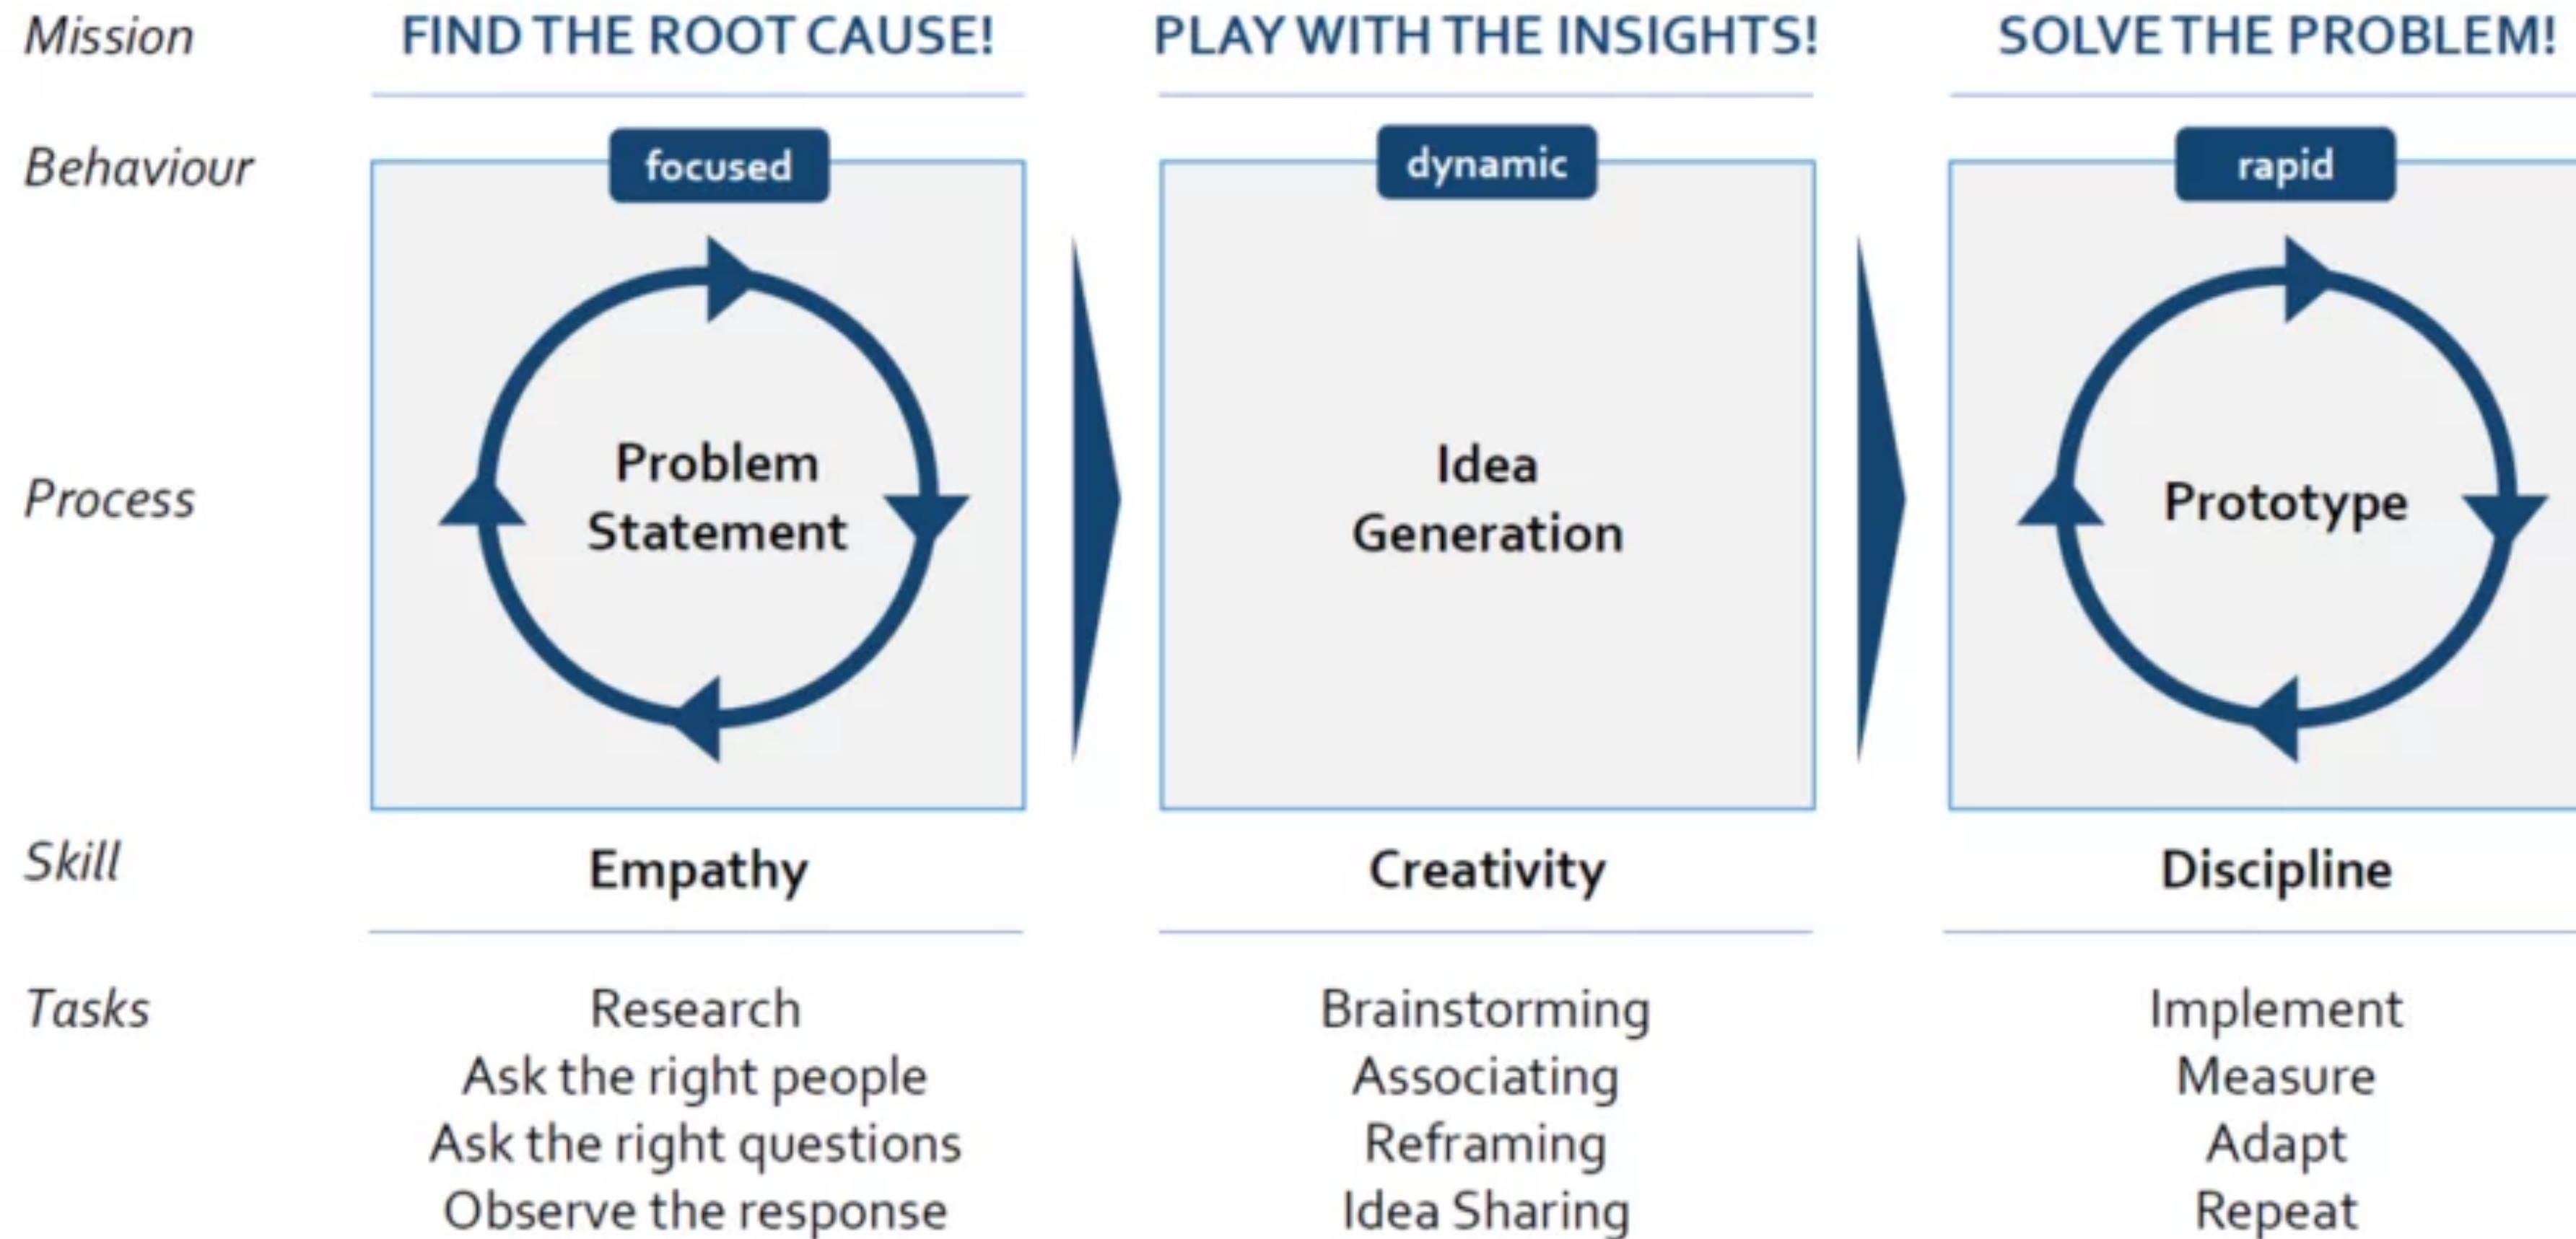 Mission
FIND THE ROOT CAUSE!
PLAY WITH THE INSIGHTS!
SOLVE THE PROBLEM!
Behaviour
focused
dynamic
rapid
Process
Problem
Statement
Idea
Generation
Prototype
Skill
Empathy
Creativity
Discipline
Tasks
Research
Ask the right people
Ask the right questions
Observe the response
Brainstorming
Associating
Reframing
Idea Sharing
Implement
Measure
Adapt
Repeat